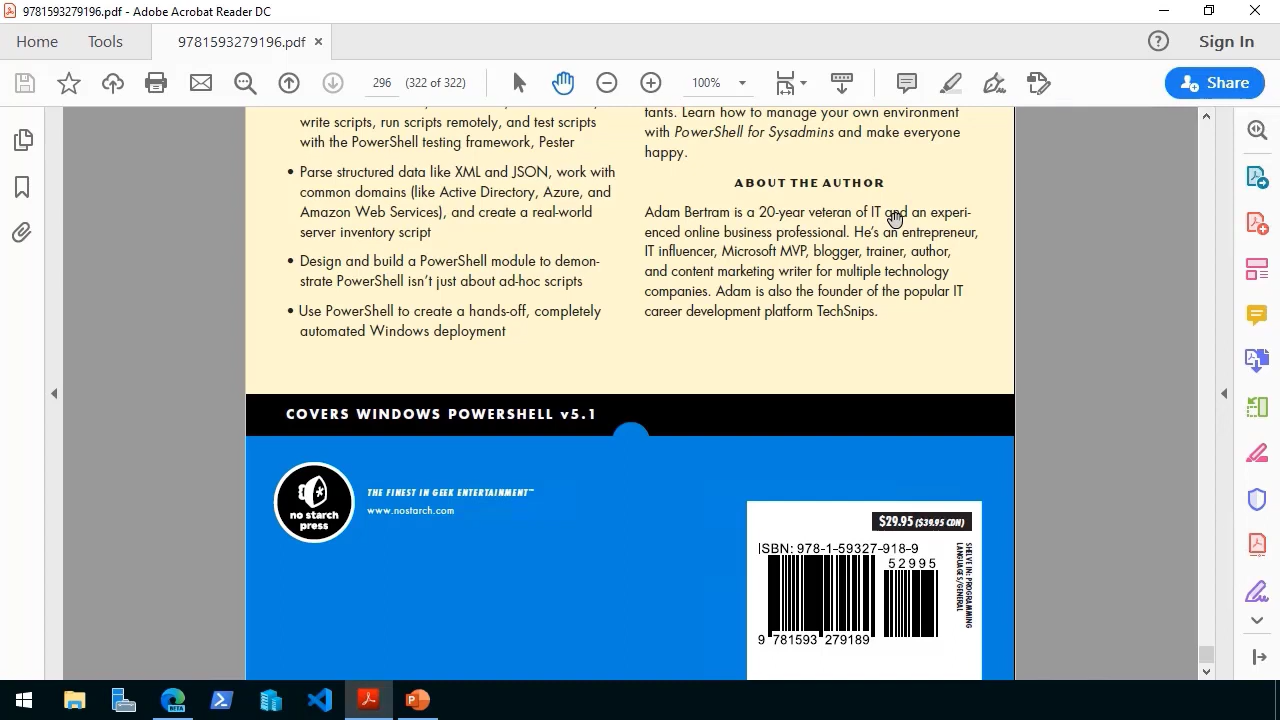 9781593279196.pdf - Adobe Acrobat Reader DC
Home
Tools
9781593279196.pdf ×
Sign In
296
(322 of 322)
100%
Share
write scripts, run scripts remotely, and test scripts
with the PowerShell testing framework, Pester
• Parse structured data like XML and JSON, work with
common domains (like Active Directory, Azure, and
Amazon Web Services), and create a real-world
server inventory script
• Design and build a PowerShell module to demon-
strate PowerShell isn't just about ad-hoc scripts
• Use PowerShell to create a hands-off, completely
automated Windows deployment
tants. Learn how to manage your own environment
with PowerShell for Sysadmins and make everyone
happy.
ABOUT THE AUTHOR
Adam Bertram is a 20-year veteran of IT and an experi-
enced online business professional. He's an entrepreneur,
IT influencer, Microsoft MVP, blogger, trainer, author,
and content marketing writer for multiple technology
companies. Adam is also the founder of the popular IT
career development platform TechSnips.
COVERS WINDOWS POWERSHELL v5.1
no starch
press
THE FINEST IN GEEK ENTERTAINMENT™
www.nostarch.com
$29.95 ($39.95 CDN)
ISBN: 978-1-59327-918-9
52995
9 781593 279189
SHELVE IN: PROGRAMMING
LANGUAGES/GENERAL
BETA